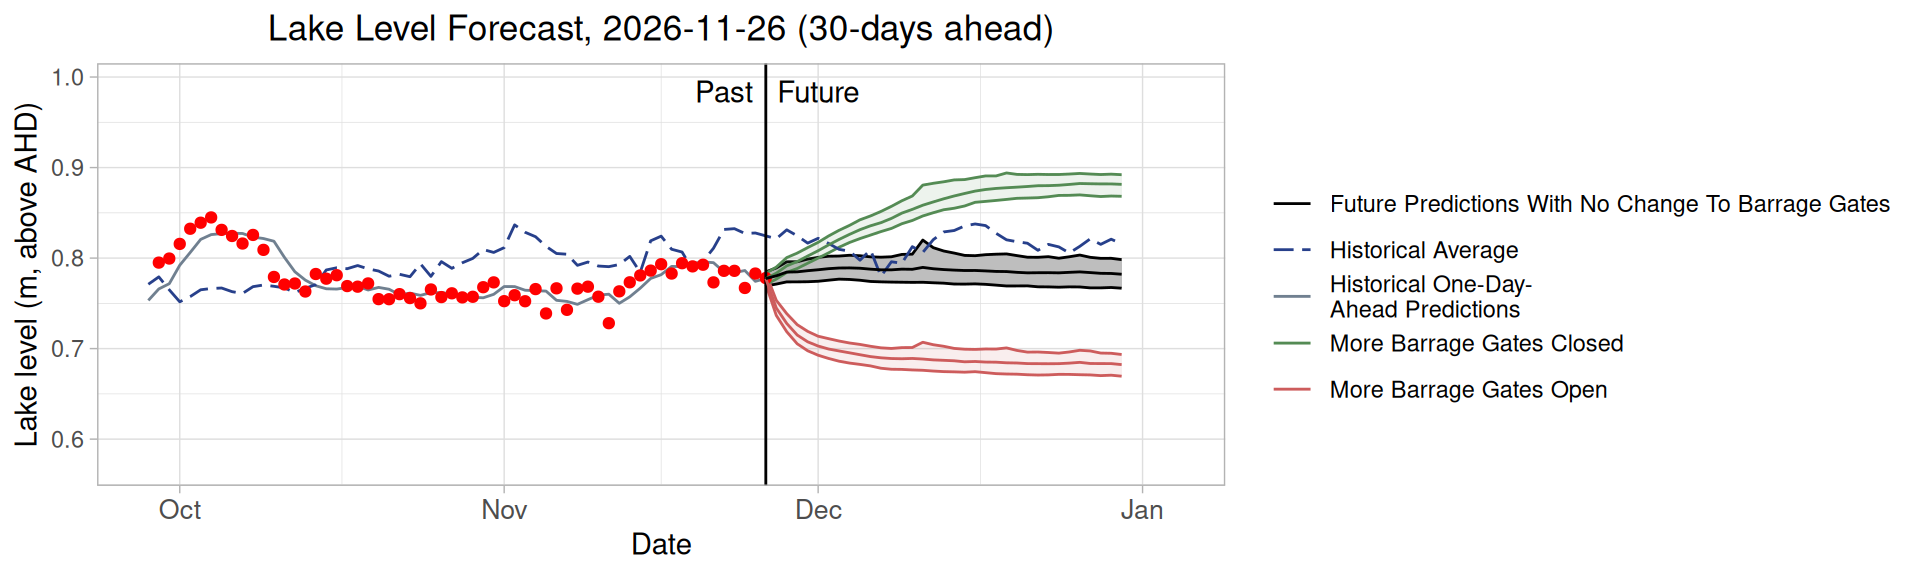 Lake Level Forecast, 2026-11-26 (30-days ahead)
Lake level (m, above AHD)
1.0
0.9
0.8
0.7
0.6
Past
Future
Oct
Nov
Dec
Jan
Date
Future Predictions With No Change To Barrage Gates
Historical Average
Historical One-Day-
Ahead Predictions
More Barrage Gates Closed
More Barrage Gates Open